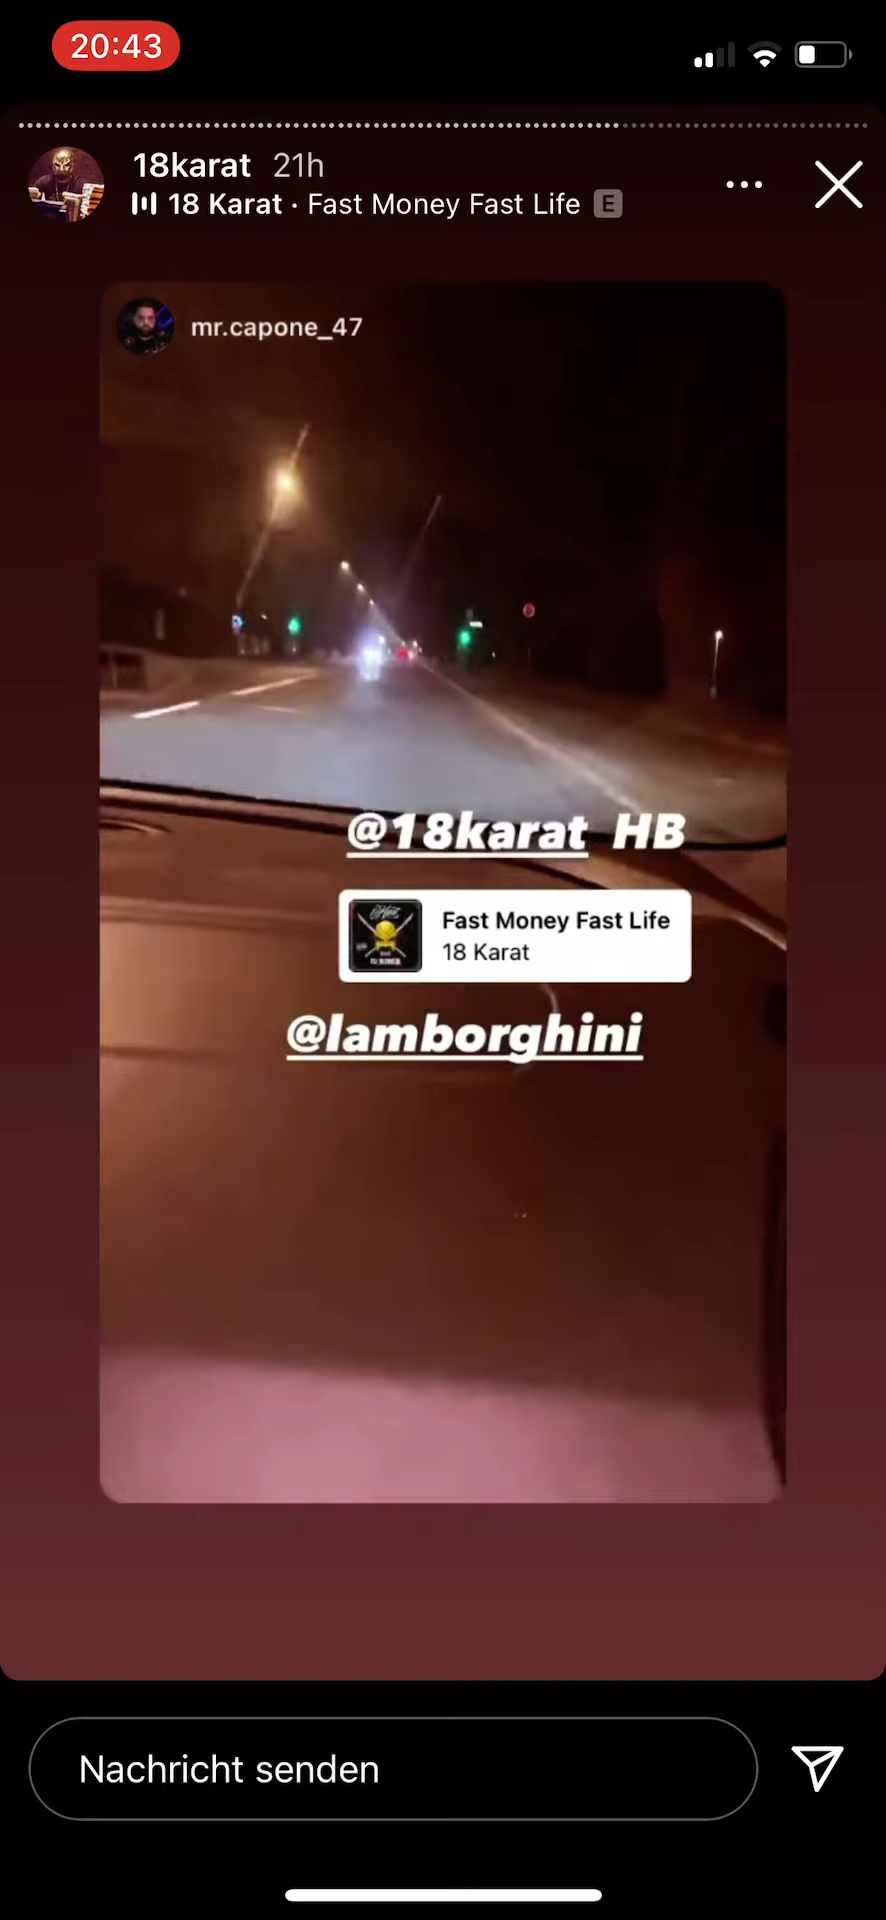 20:43
18karat 21h
18 Karat · Fast Money Fast Life E
mr.capone_47
@18karat HB
Fast Money Fast Life
18 Karat
@lamborghini
Nachricht senden